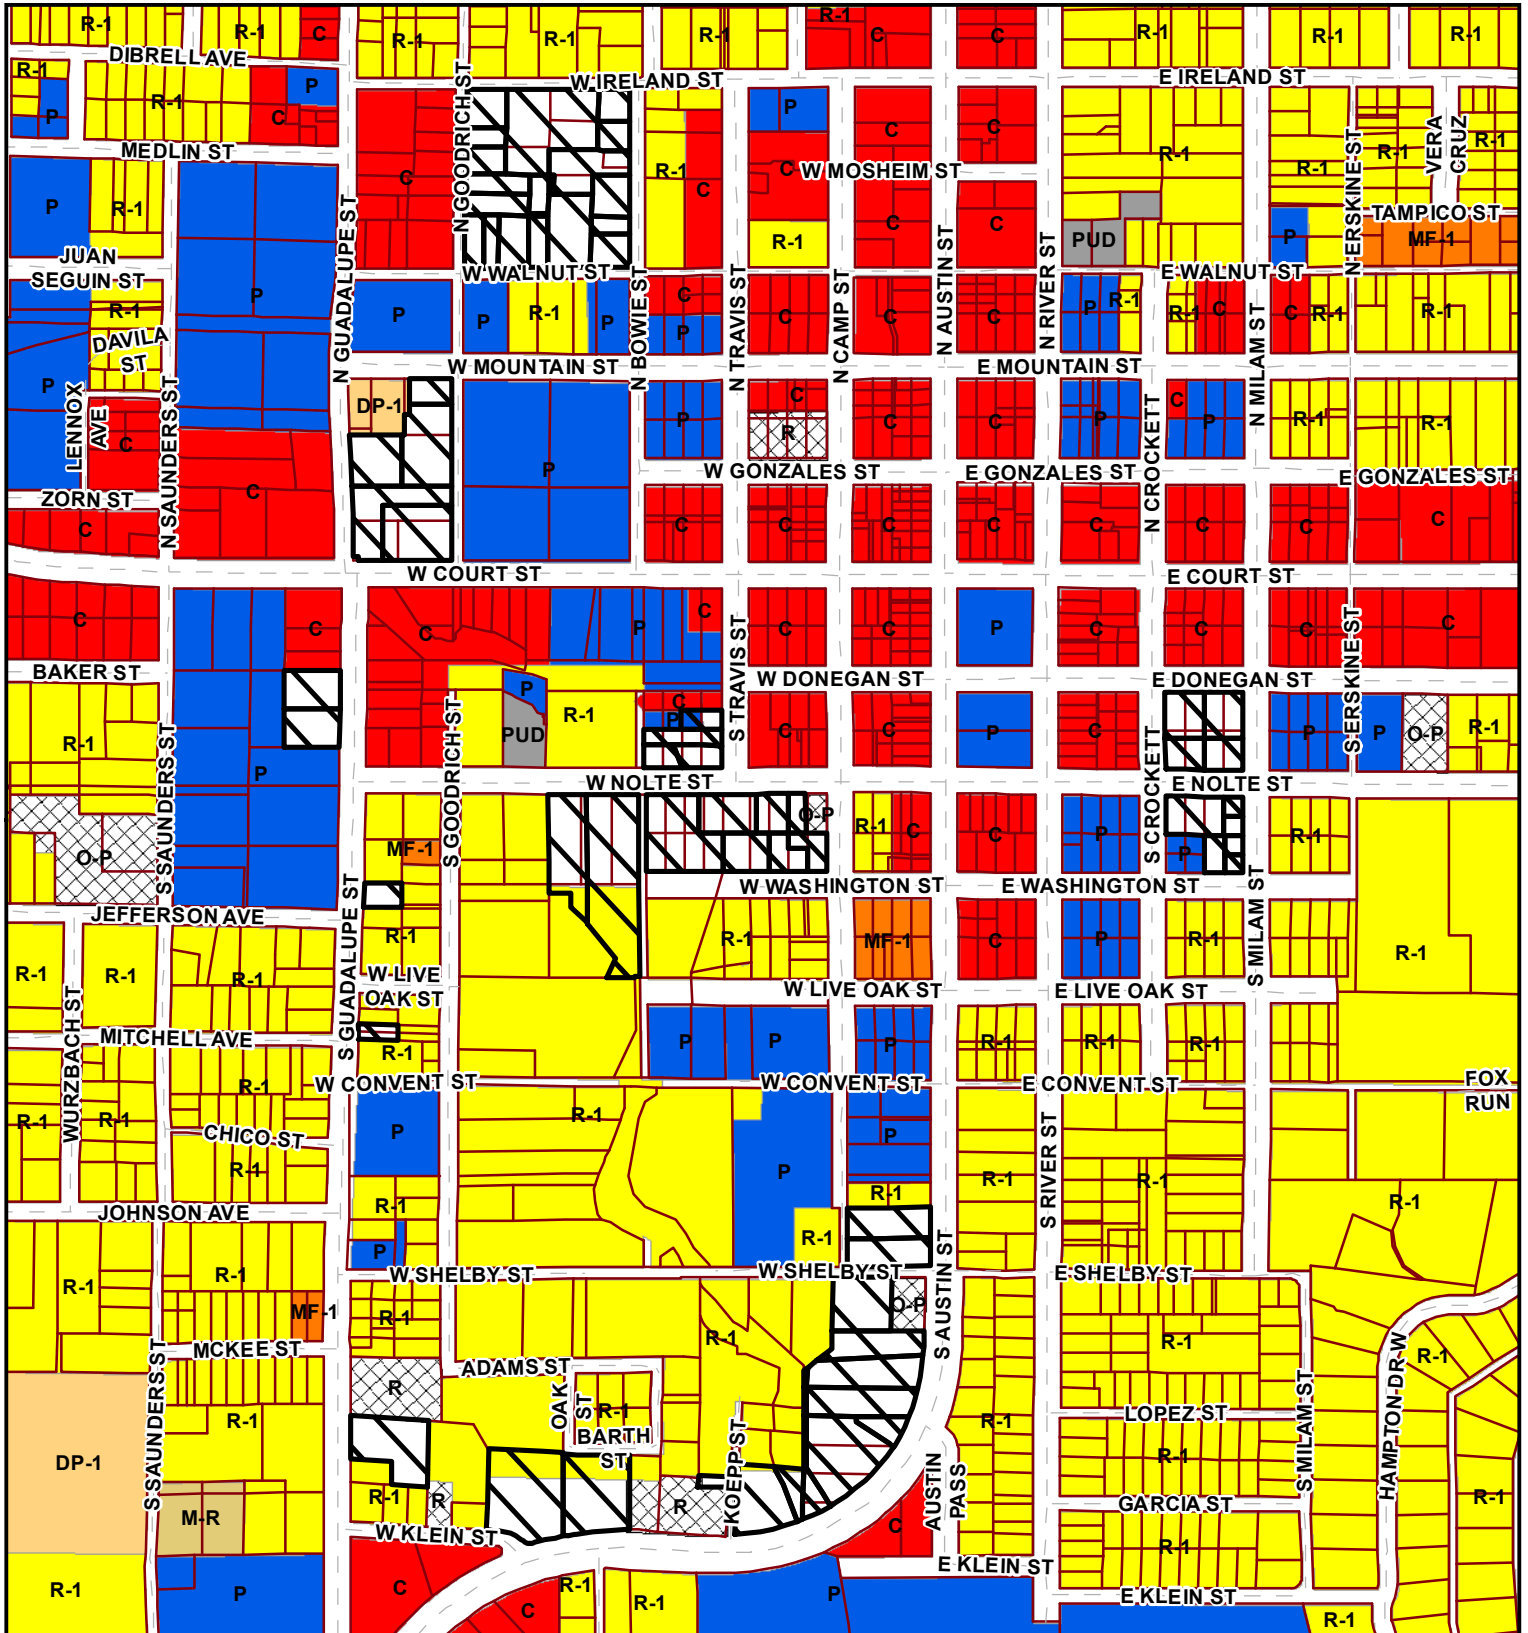 R-1
R-1
C
R-1
R-1
R-1
R-1
C
C
R-1
R-1
R-1
DIBRELL AVE
W IRELAND ST
E IRELAND ST
R-1
P
R-1
P
C
P
C
C
R-1
R-1
R-1
R-1
VERA
CRUZ
MEDLIN ST
C
N GOODRICH ST
R-1
C
C
W MOSHEIM ST
P
R-1
C
C
R-1
PUD
P
TAMPICO ST
MF-1
N ERSKINE ST
JUAN
SEGUIN ST
W WALNUT ST
E WALNUT ST
P
R-1
P
P
R-1
P
C
P
C
C
C
P
R-1
R-1
C
C
R-1
R-1
DAVILA
ST
N GUADALUPE ST
N BOWIE ST
N TRAVIS ST
N CAMP ST
N AUSTIN ST
N RIVER ST
N MILAM ST
W MOUNTAIN ST
E MOUNTAIN ST
P
LENNOX
AVE
C
N SAUNDERS ST
DP-1
P
P
C
R
C
C
P
C
P
R-1
R-1
N CROCKETT
W GONZALES ST
E GONZALES ST
E GONZALES ST
ZORN ST
C
C
C
C
C
C
C
C
C
C
W COURT ST
E COURT ST
C
C
C
P
C
C
C
P
C
C
C
C
S TRAVIS ST
S ERSKINE ST
BAKER ST
W DONEGAN ST
E DONEGAN ST
R-1
P
P
PUD
R-1
C
P
C
C
P
C
P
P
O-P
R-1
S SAUNDERS ST
S GOODRICH ST
S CROCKETT
W NOLTE ST
E NOLTE ST
O-P
MF-1
O-P
R-1
C
C
P
P
R-1
W WASHINGTON ST
E WASHINGTON ST
JEFFERSON AVE
R-1
R-1
R-1
R-1
R-1
MF-1
C
P
R-1
R-1
S GUADALUPE ST
S MILAM ST
W LIVE
OAK ST
W LIVE OAK ST
E LIVE OAK ST
WURZBACH ST
MITCHELL AVE
R-1
P
P
P
R-1
R-1
R-1
W CONVENT ST
W CONVENT ST
E CONVENT ST
FOX
RUN
R-1
R-1
R-1
CHICO ST
R-1
P
R-1
P
P
R-1
R-1
S RIVER ST
R-1
R-1
R-1
JOHNSON AVE
P
R-1
W SHELBY ST
W SHELBY ST
E SHELBY ST
R-1
R-1
MF-1
R-1
R-1
O-P
S AUSTIN ST
R-1
R-1
HAMPTON DR W
MCKEE ST
ADAMS ST
S SAUNDERS ST
R
OAK
ST
R-1
BARTH
ST
R-1
R-1
LOPEZ ST
R-1
S MILAM ST
DP-1
M-R
R-1
R
R
KOEPP ST
AUSTIN
PASS
C
GARCIA ST
R-1
R-1
W KLEIN ST
E KLEIN ST
R-1
P
C
C
R-1
R-1
P
E KLEIN ST
R-1